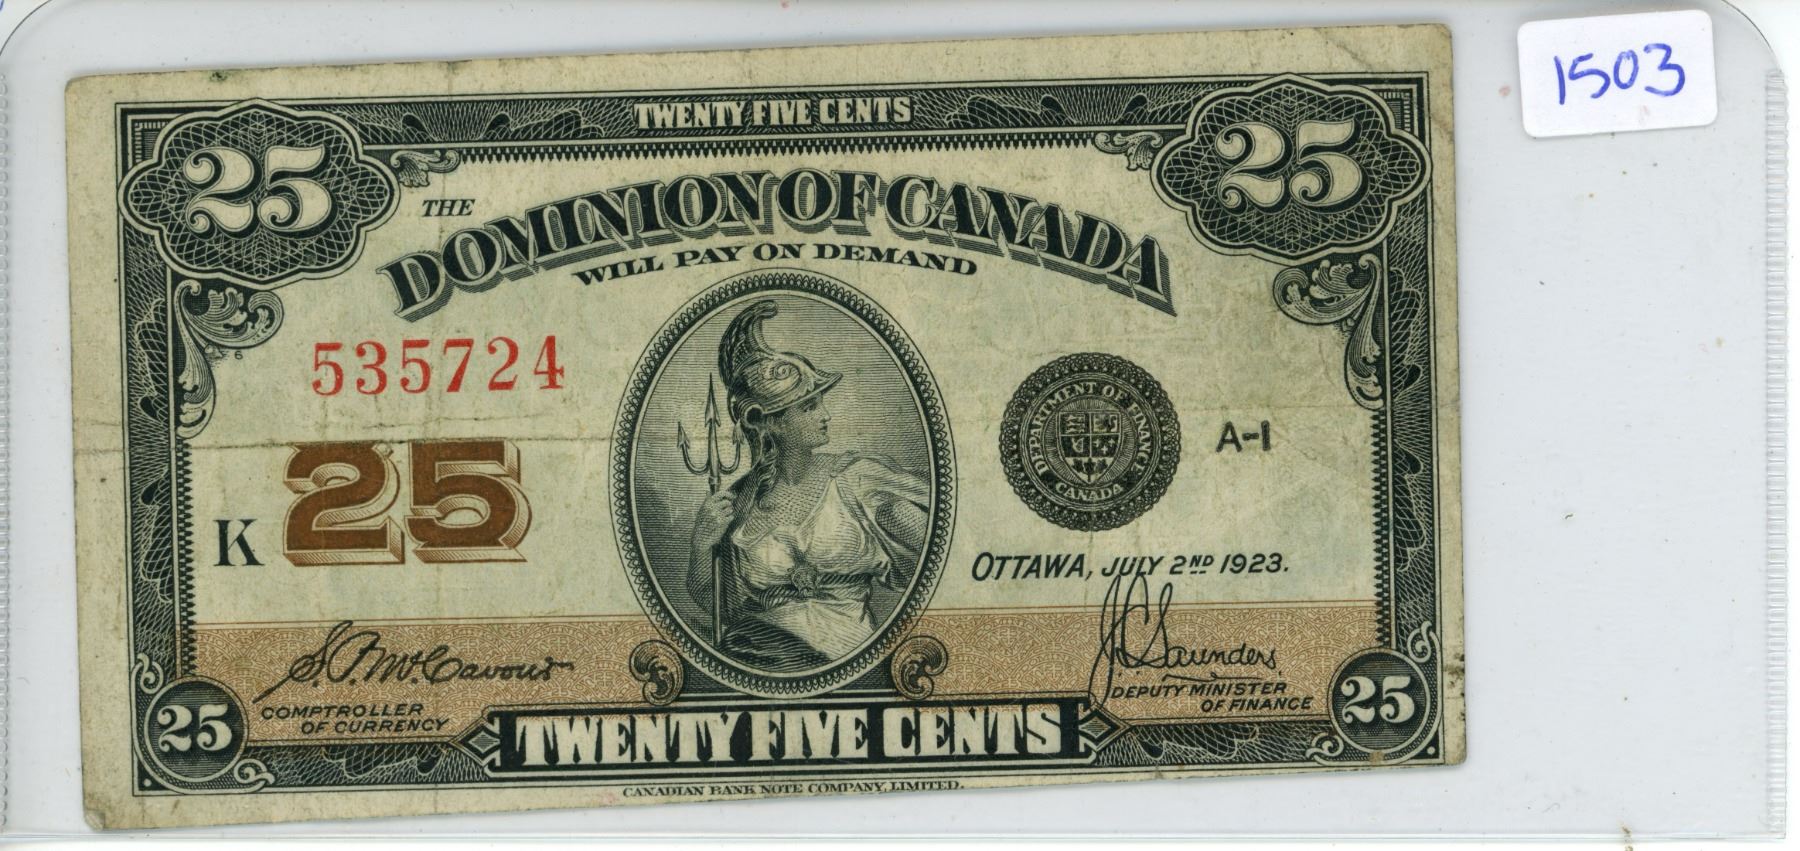 1503
TWENTY FIVE CENTS
25 25
THE
DOMINION OF CANADA
WILL PAY ON DEMAND
6
535724
DEPARTMENT OF FINANCE
CANADA
A-1
K 25
OTTAWA, JULY 2ND 1923.
J.C. Saunders
COMPTROLLER
OF CURRENCY
DEPUTY MINISTER
OF FINANCE
25 25
TWENTY FIVE CENTS
CANADIAN BANK NOTE COMPANY, LIMITED.